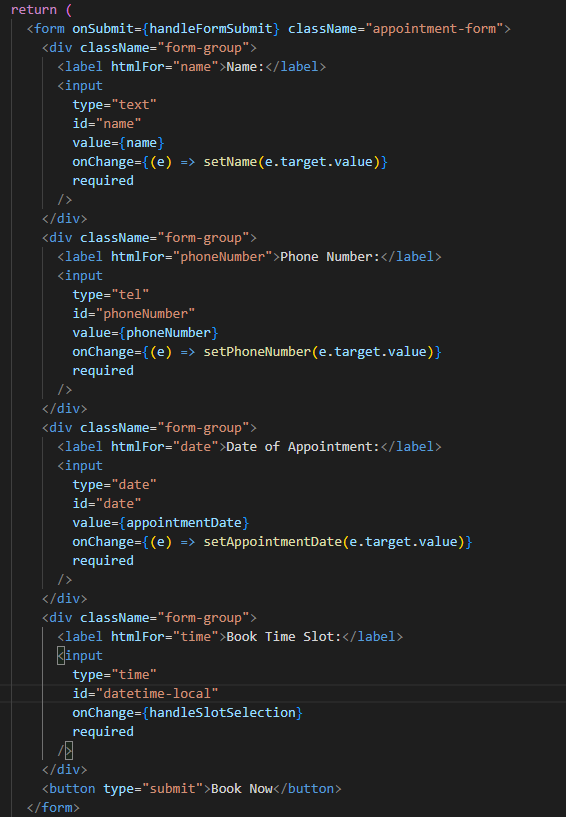 return (
<form onSubmit={handleFormSubmit} className="appointment-form">
<div className="form-group">
<label htmlFor="name">Name:</label>
<input
type="text"
id="name"
value={name}
onChange={(e) => setName(e.target.value)}
required
/>
</div>
<div className="form-group">
<label htmlFor="phoneNumber">Phone Number:</label>
<input
type="tel"
id="phoneNumber"
value={phoneNumber}
onChange={(e) => setPhoneNumber(e.target.value)}
required
/>
</div>
<div className="form-group">
<label htmlFor="date">Date of Appointment:</label>
<input
type="date"
id="date"
value={appointmentDate}
onChange={(e) => setAppointmentDate(e.target.value)}
required
/>
</div>
<div className="form-group">
<label htmlFor="time">Book Time Slot:</label>
<input
type="time"
id="datetime-local"
onChange={handleSlotSelection}
required
/>
</div>
<button type="submit">Book Now</button>
</form>